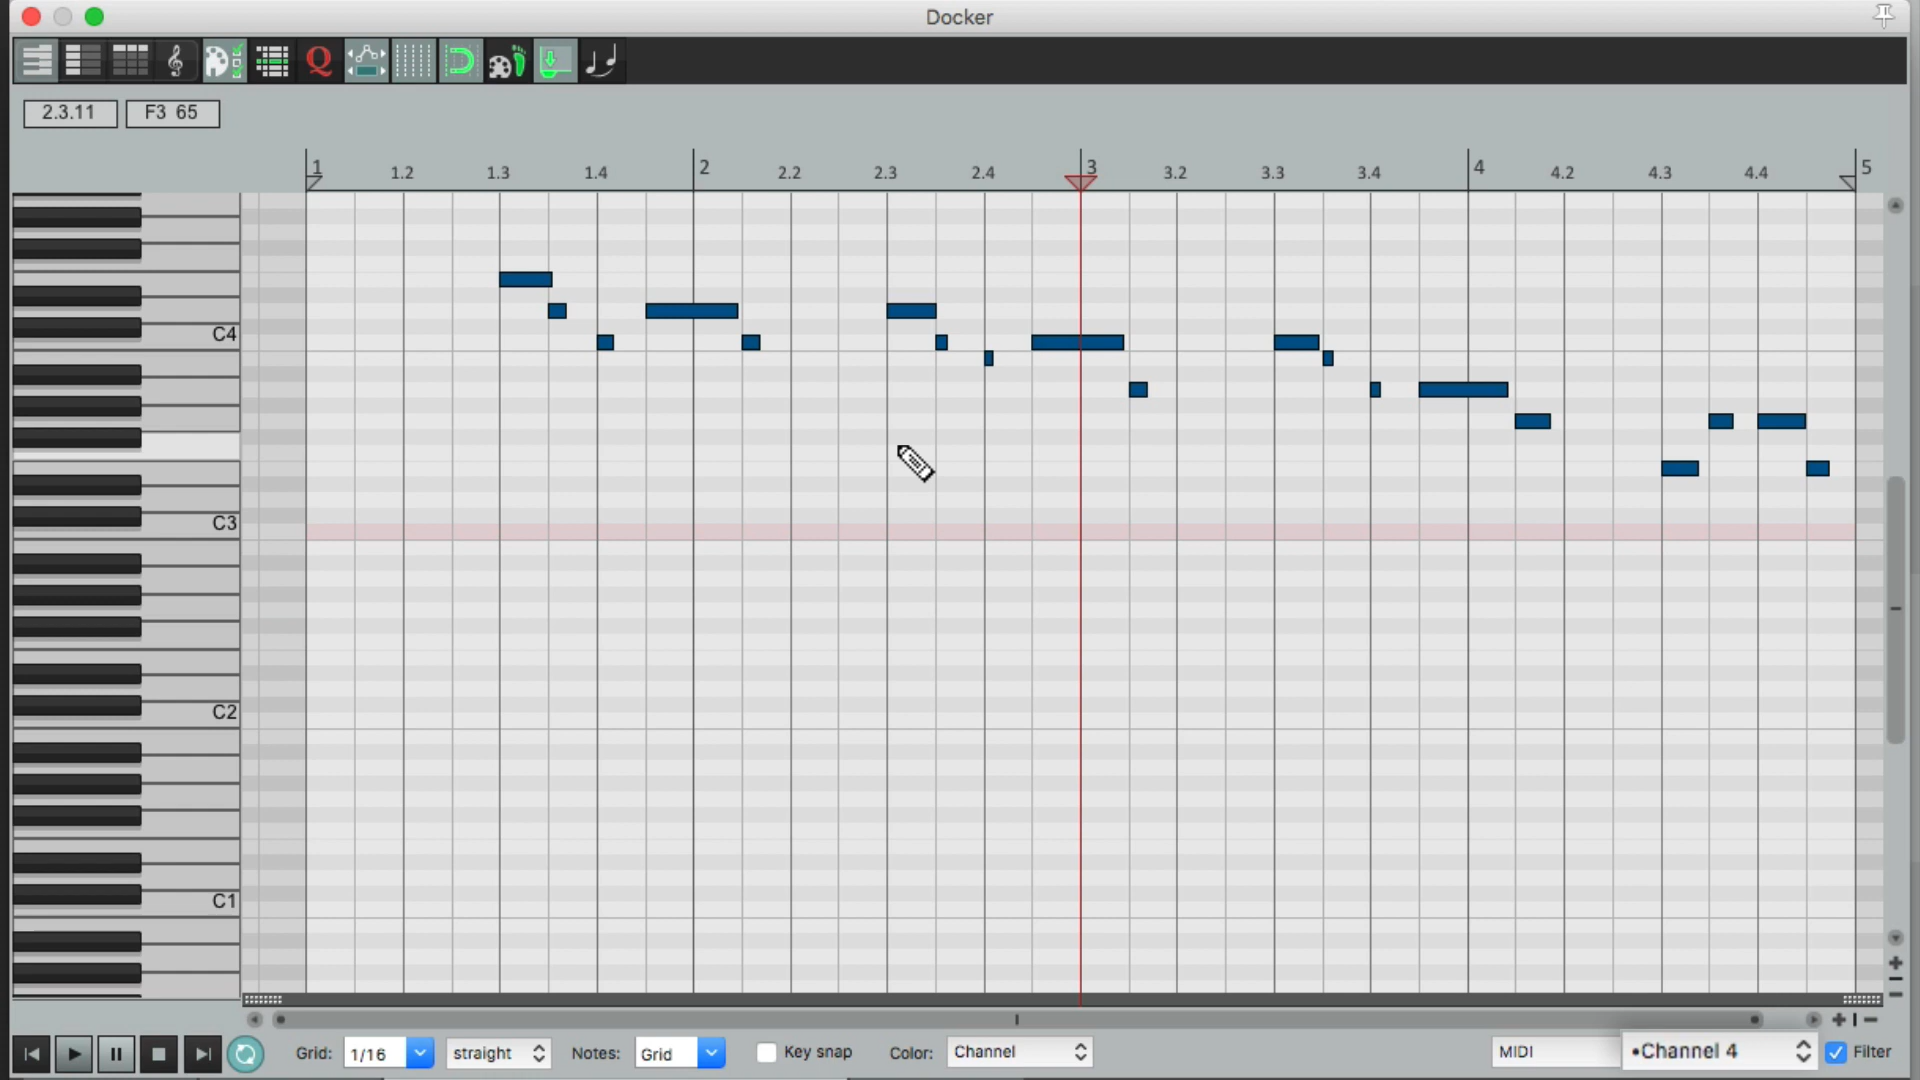 Docker
Q
2.3.11 F3 65
1 1.2 1.3 1.4 2 2.2 2.3 2.4 3 3.2 3.3 3.4 4 4.2 4.3 4.4 5
C4
C3
C2
C1
Grid: 1/16 straight Notes: Grid Key snap Color: Channel MIDI •Channel 4 Filter